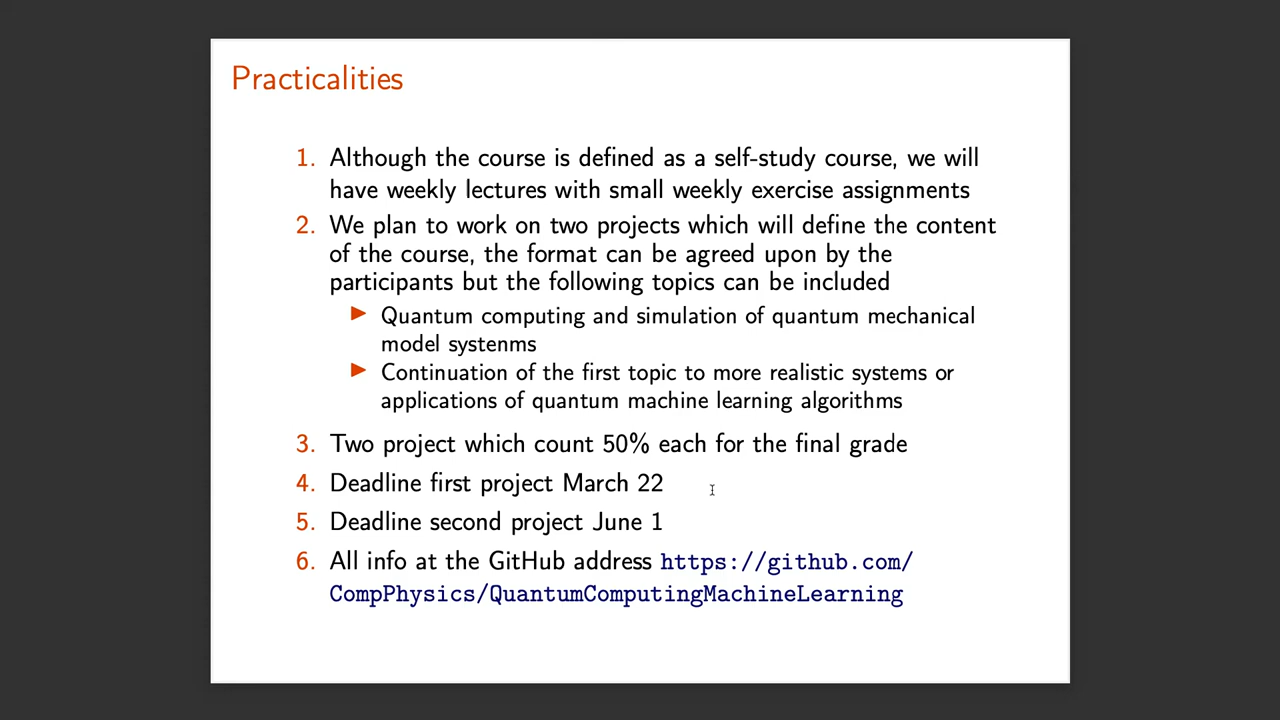 Practicalities
1. Although the course is defined as a self-study course, we will
have weekly lectures with small weekly exercise assignments
2. We plan to work on two projects which will define the content
of the course, the format can be agreed upon by the
participants but the following topics can be included
▶ Quantum computing and simulation of quantum mechanical
model systenms
▶ Continuation of the first topic to more realistic systems or
applications of quantum machine learning algorithms
3. Two project which count 50% each for the final grade
4. Deadline first project March 22
5. Deadline second project June 1
6. All info at the GitHub address https://github.com/
CompPhysics/QuantumComputingMachineLearning